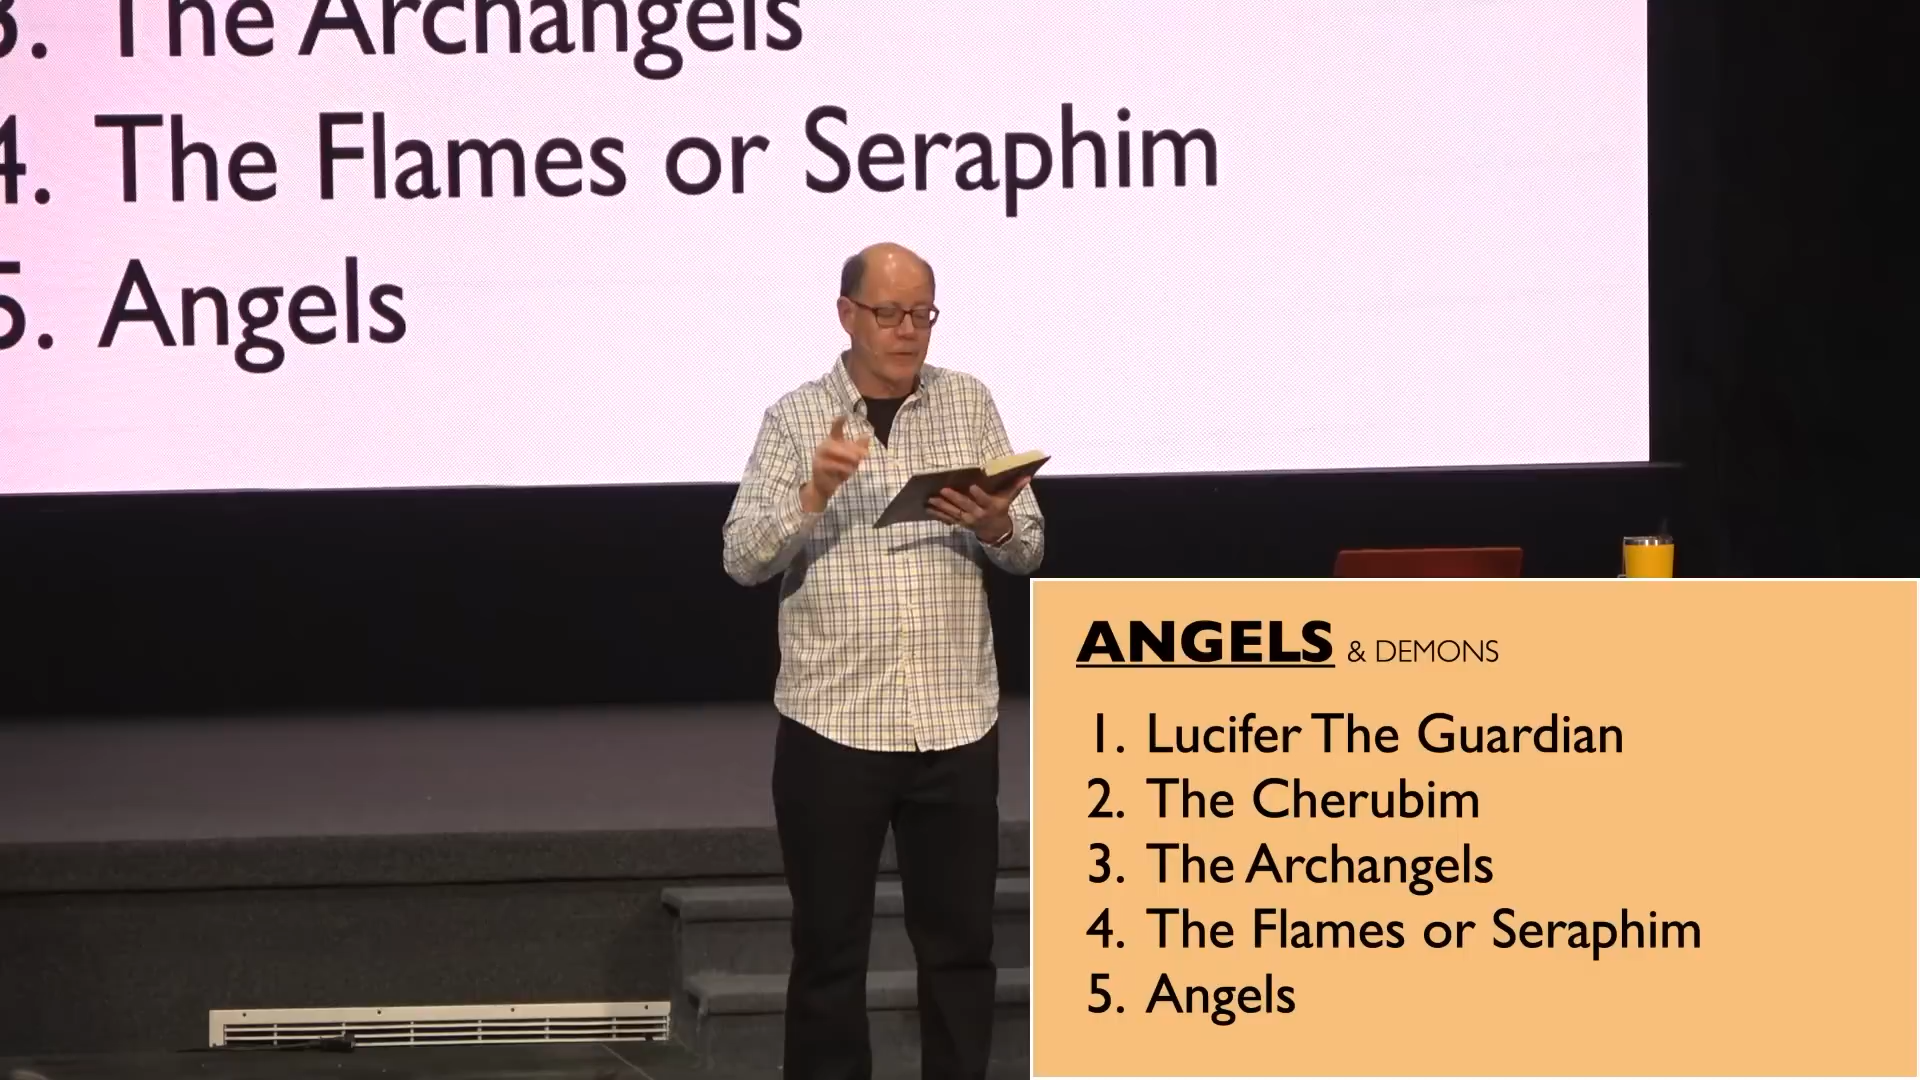 3. The Archangels
4. The Flames or Seraphim
5. Angels
ANGELS & DEMONS
1. Lucifer The Guardian
2. The Cherubim
3. The Archangels
4. The Flames or Seraphim
5. Angels